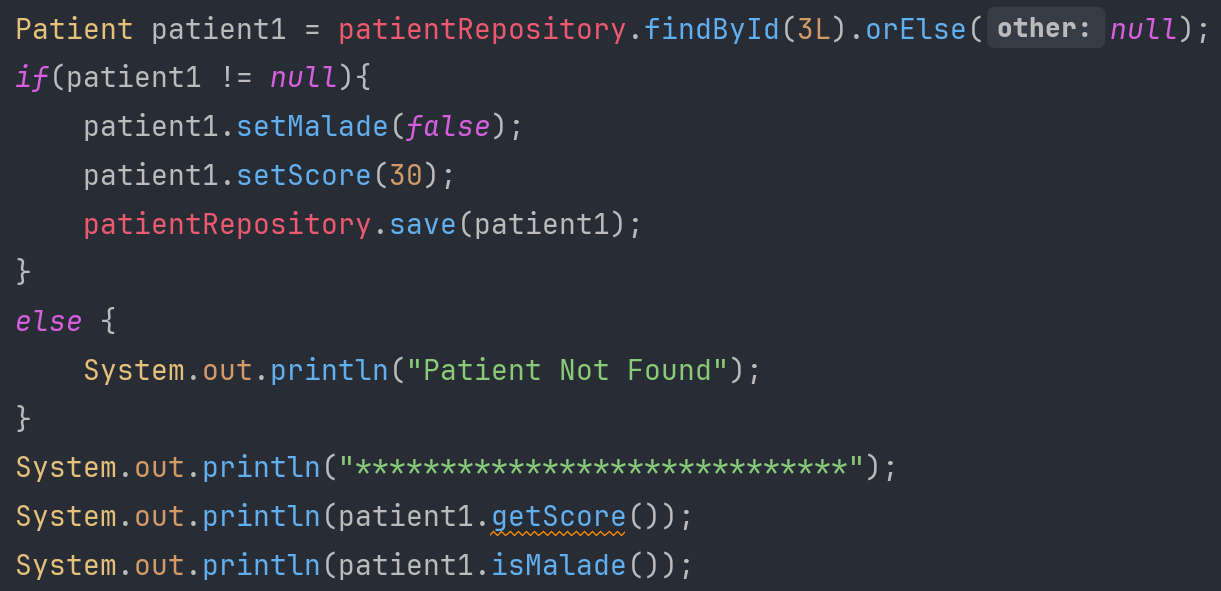 Patient patient1 = patientRepository.findById(3L).orElse( other: null);
if(patient1 != null){
    patient1.setMalade(false);
    patient1.setScore(30);
    patientRepository.save(patient1);
}
else {
    System.out.println("Patient Not Found");
}
System.out.println("*****************************");
System.out.println(patient1.getScore());
System.out.println(patient1.isMalade());